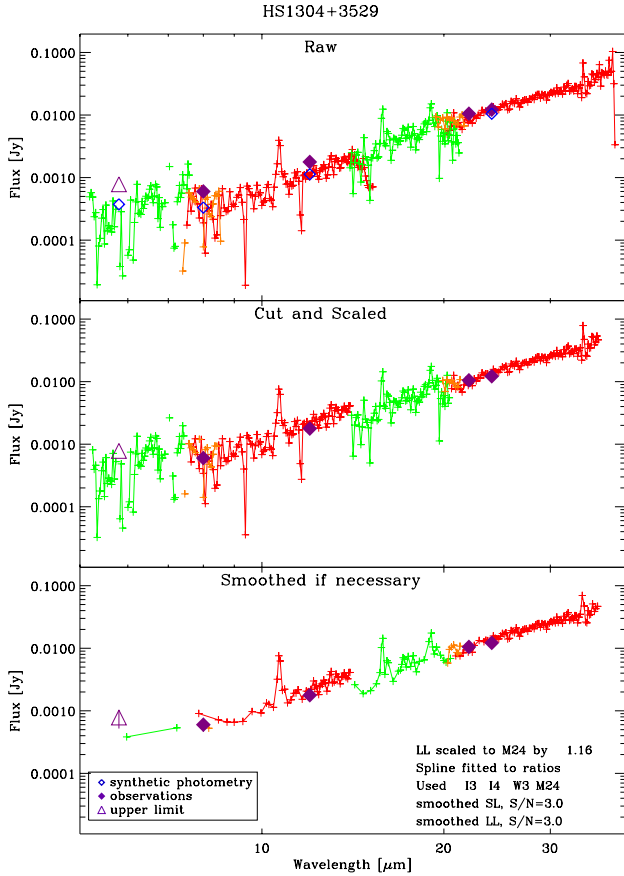 HS1304+3529
Raw
Flux [Jy]
0.1000
0.0100
0.0010
0.0001
Cut and Scaled
Flux [Jy]
0.1000
0.0100
0.0010
0.0001
Smoothed if necessary
Flux [Jy]
0.1000
0.0100
0.0010
0.0001
LL scaled to M24 by 1.16
Spline fitted to ratios
Used I3 I4 W3 M24
smoothed SL, S/N=3.0
smoothed LL, S/N=3.0
synthetic photometry
observations
upper limit
10 20 30
Wavelength [μm]